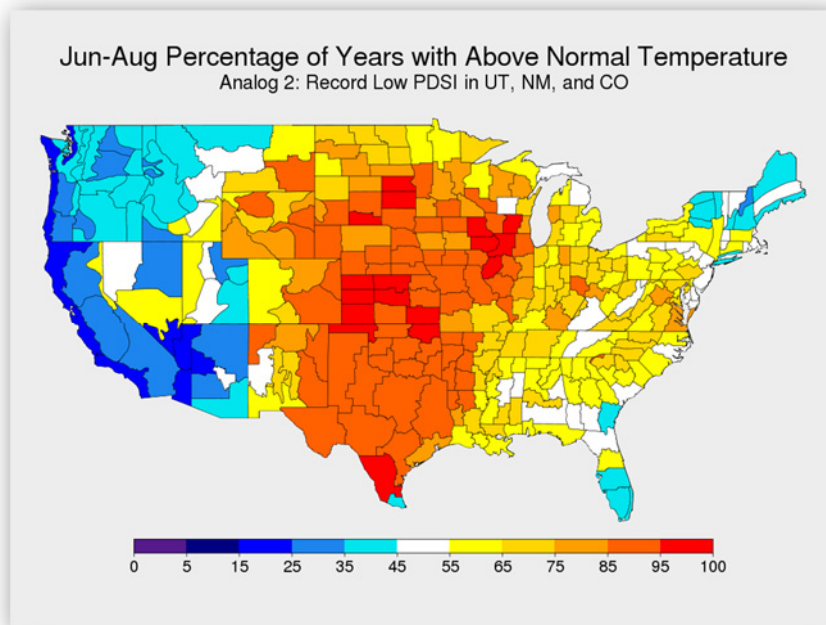 Jun-Aug Percentage of Years with Above Normal Temperature
Analog 2: Record Low PDSI in UT, NM, and CO
0 5 15 25 35 45 55 65 75 85 95 100